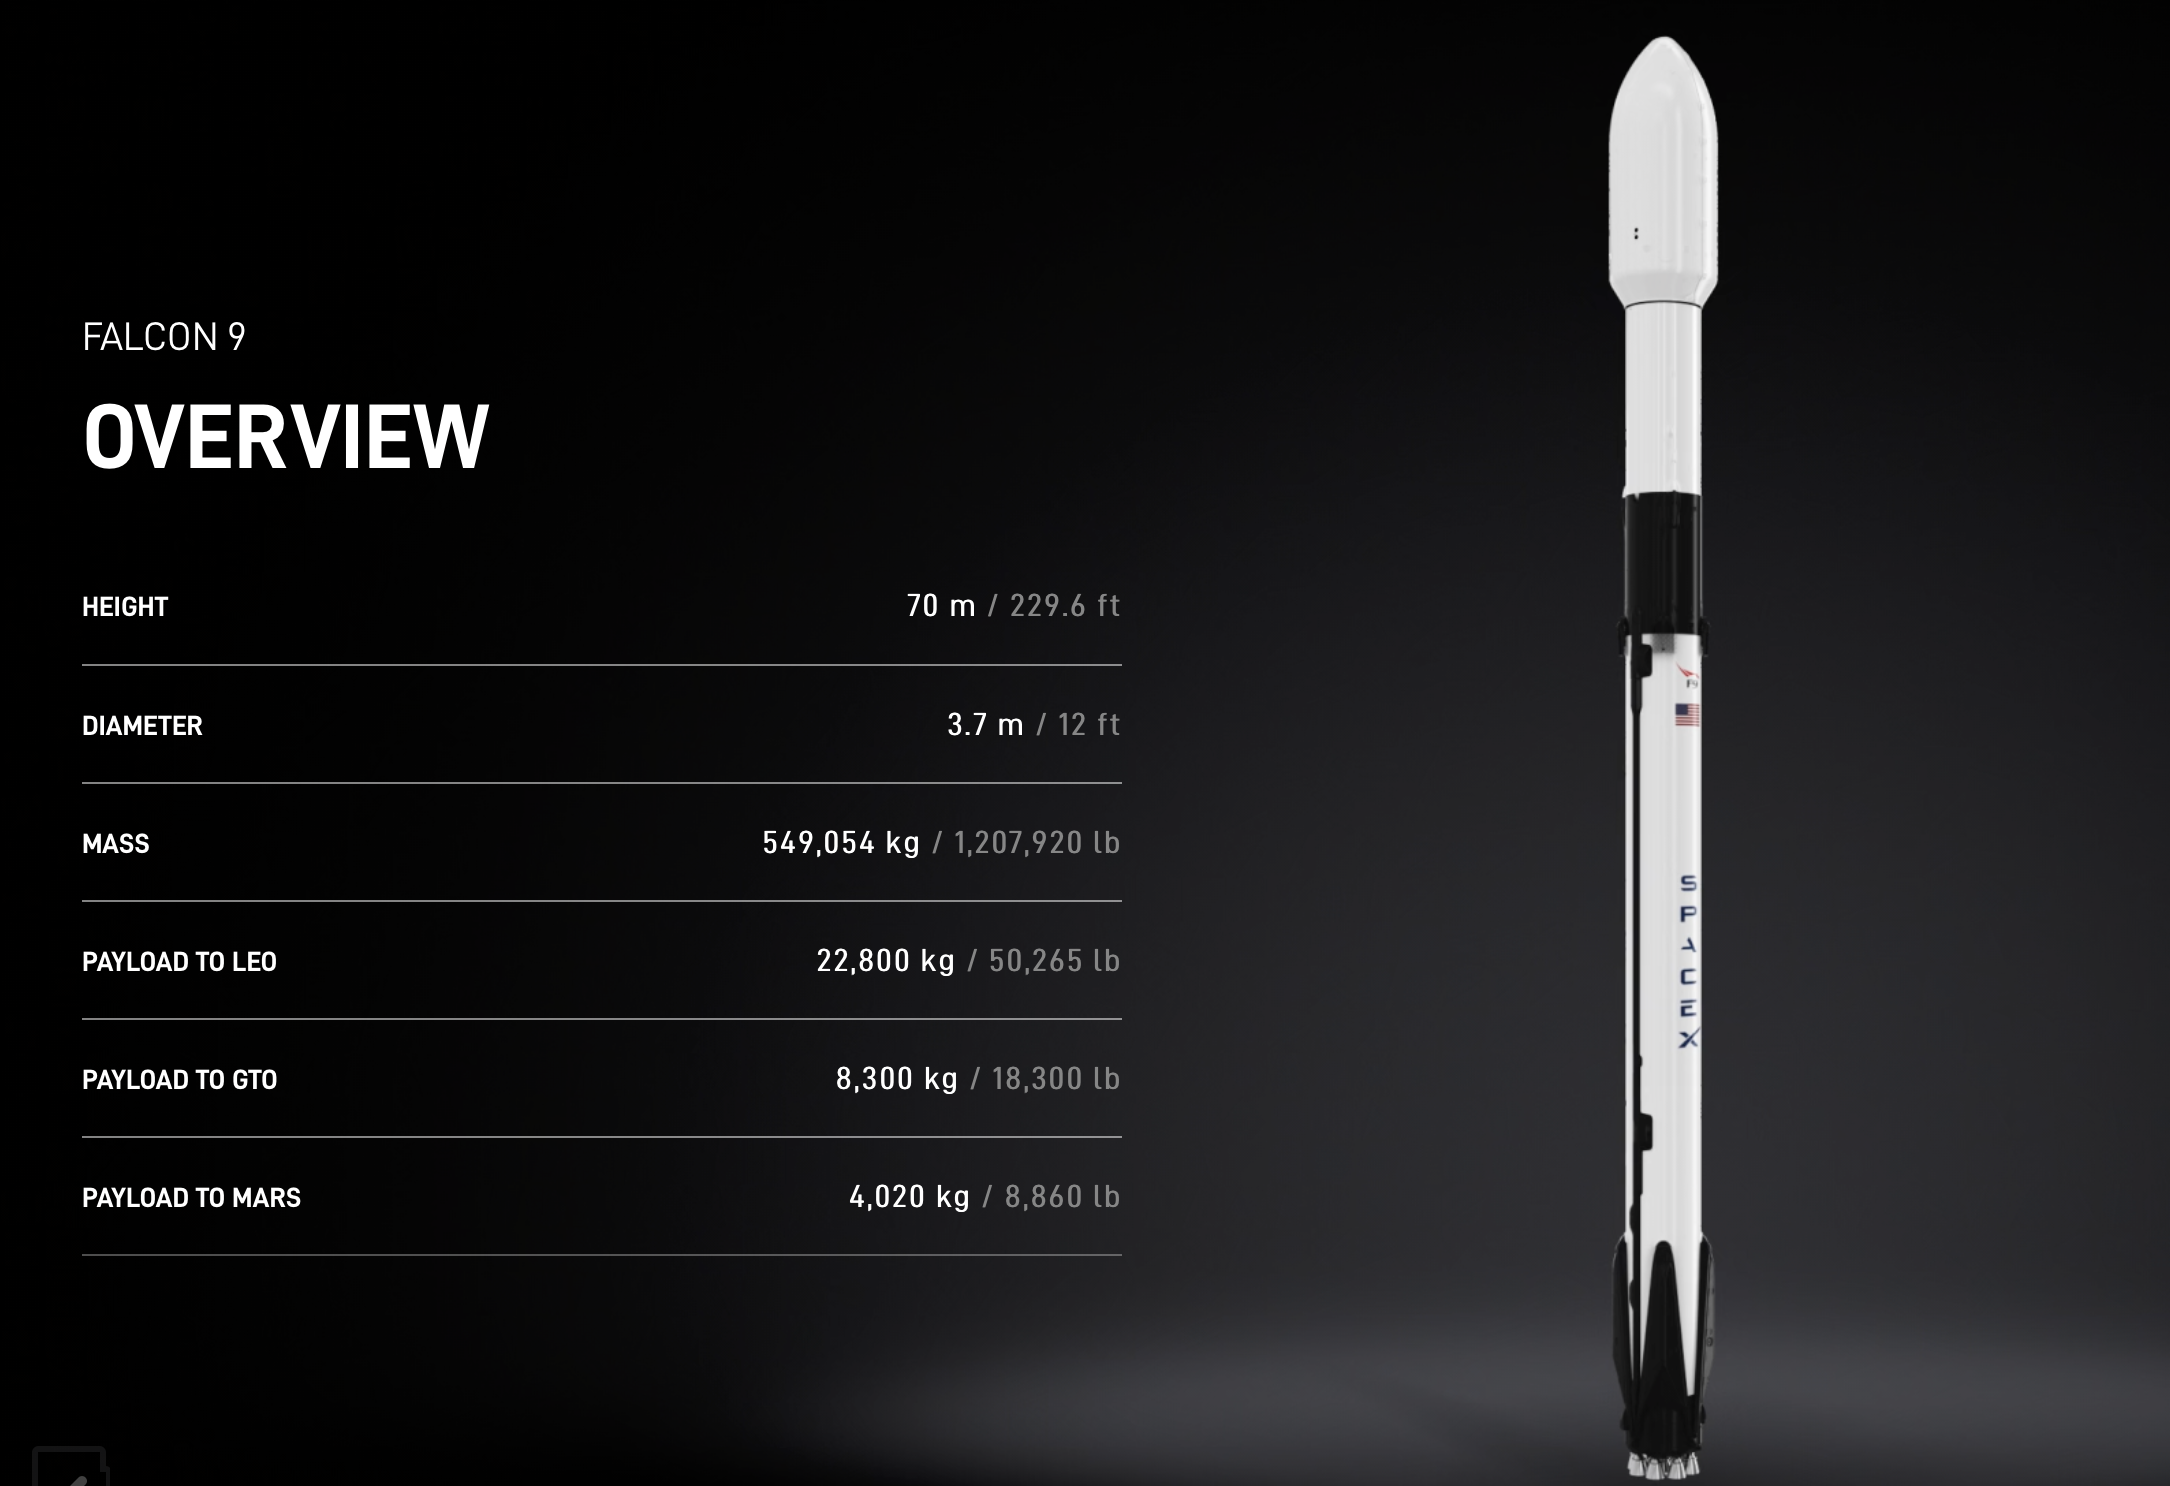 FALCON 9
OVERVIEW
HEIGHT 70 m / 229.6 ft
DIAMETER 3.7 m / 12 ft
MASS 549,054 kg / 1,207,920 lb
PAYLOAD TO LEO 22,800 kg / 50,265 lb
PAYLOAD TO GTO 8,300 kg / 18,300 lb
PAYLOAD TO MARS 4,020 kg / 8,860 lb
F9
SPACEX